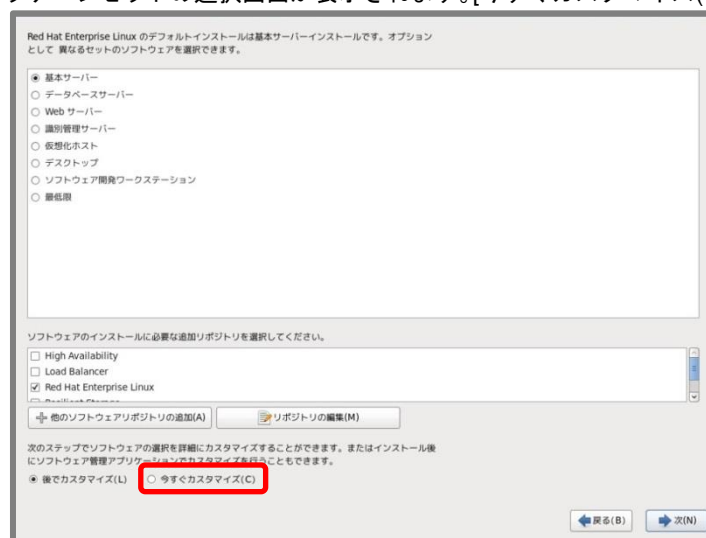 Red Hat Enterprise Linux のデフォルトインストールは基本サーバーインストールです。オプション
として 異なるセットのソフトウェアを選択できます。
基本サーバー
データベースサーバー
Web サーバー
識別管理サーバー
仮想化ホスト
デスクトップ
ソフトウェア開発ワークステーション
最低限
ソフトウェアのインストールに必要な追加リポジトリを選択してください。
High Availability
Load Balancer
Red Hat Enterprise Linux
他のソフトウェアリポジトリの追加(A) リポジトリの編集(M)
次のステップでソフトウェアの選択を詳細にカスタマイズすることができます。またはインストール後
にソフトウェア管理アプリケーションでカスタマイズを行うこともできます。
後でカスタマイズ(L) 今すぐカスタマイズ(C)
戻る(B) 次(N)